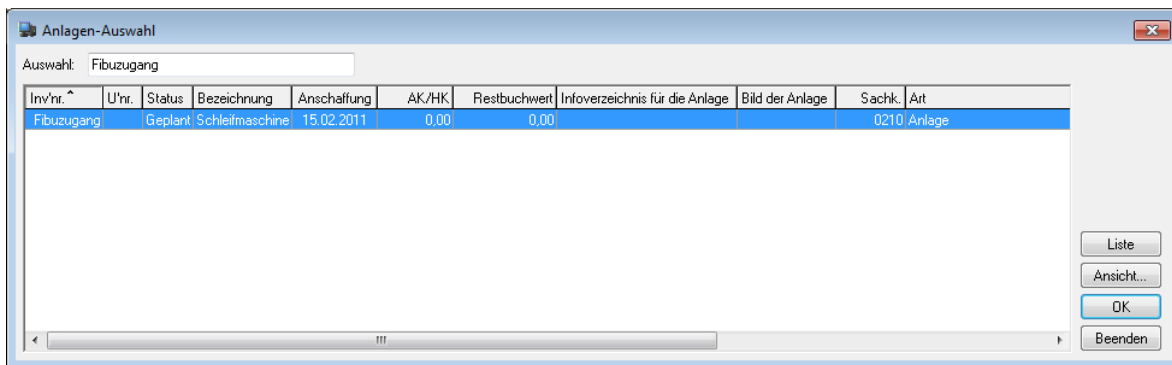 Anlagen-Auswahl
Auswahl: Fibuzugang
Inv'nr. U'nr. Status Bezeichnung Anschaffung AK/HK Restbuchwert Infoverzeichnis für die Anlage Bild der Anlage Sachk. Art
Fibuzugang Geplant Schleifmaschine 15.02.2011 0,00 0,00 0210 Anlage
Liste
Ansicht...
OK
Beenden